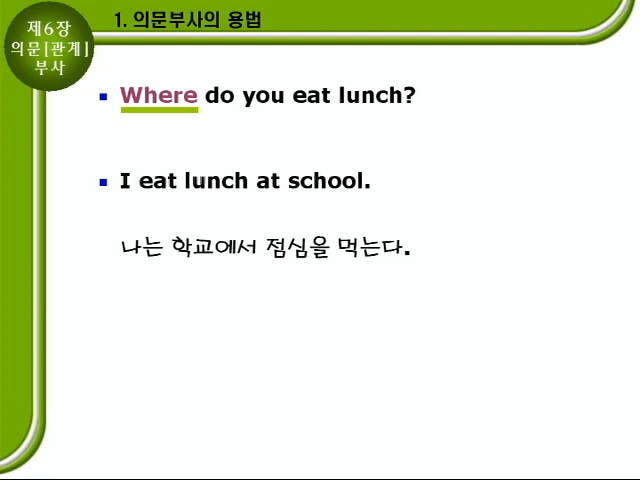 제6장
의문[관계]
부사
1. 의문부사의 용법
Where do you eat lunch?
I eat lunch at school.
나는 학교에서 점심을 먹는다.